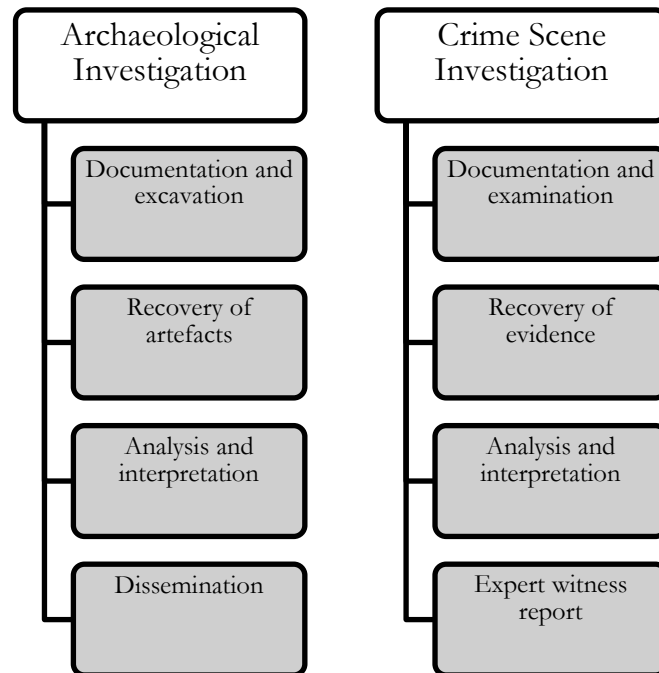 Archaeological
Investigation
Documentation and
excavation
Recovery of
artefacts
Analysis and
interpretation
Dissemination
Crime Scene
Investigation
Documentation and
examination
Recovery of
evidence
Analysis and
interpretation
Expert witness
report